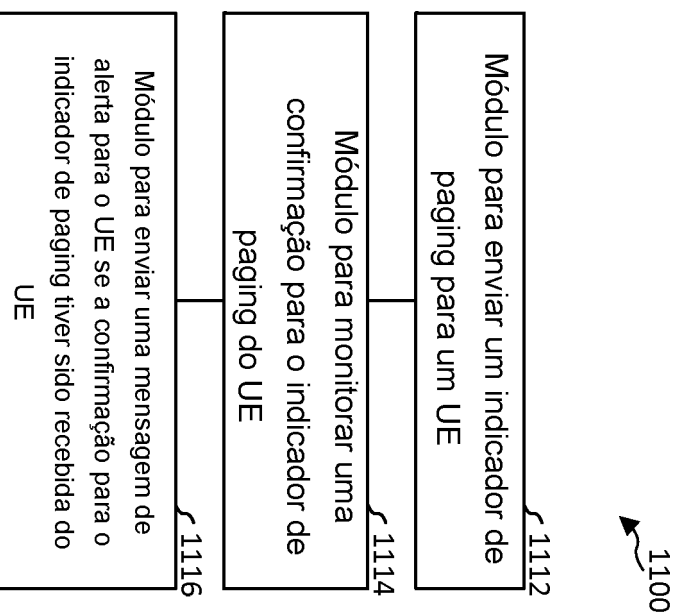 1100
1112
Módulo para enviar um indicador de
paging para um UE
1114
Módulo para monitorar uma
confirmação para o indicador de
paging do UE
1116
Módulo para enviar uma mensagem de
alerta para o UE se a confirmação para o
indicador de paging tiver sido recebida do
UE